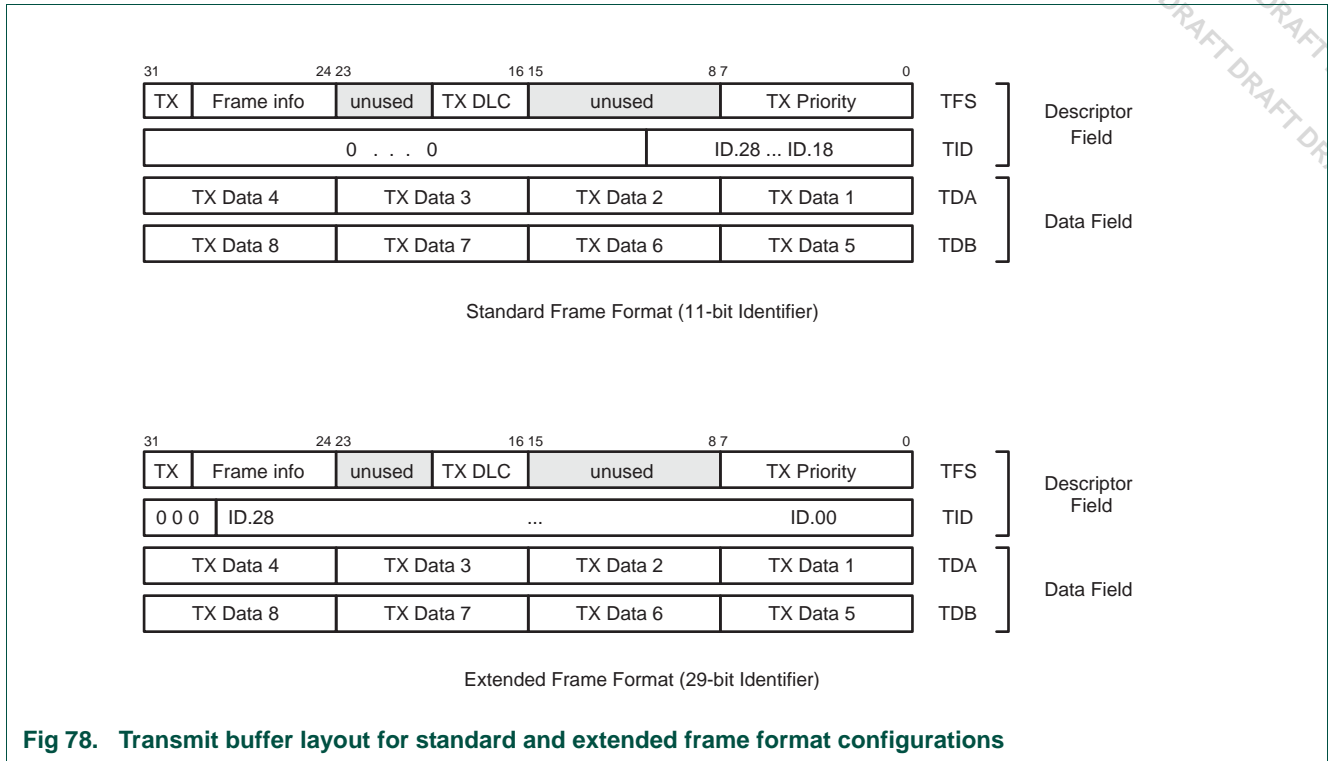 DRAFT DRAFT DRAFT
DRAFT
31 24 23 16 15 8 7 0
TX Frame info unused TX DLC unused TX Priority TFS
0 . . . 0 ID.28 ... ID.18 TID
Descriptor
Field
TX Data 4 TX Data 3 TX Data 2 TX Data 1 TDA
TX Data 8 TX Data 7 TX Data 6 TX Data 5 TDB
Data Field
Standard Frame Format (11-bit Identifier)
31 24 23 16 15 8 7 0
TX Frame info unused TX DLC unused TX Priority TFS
0 0 0 ID.28 ... ID.00 TID
Descriptor
Field
TX Data 4 TX Data 3 TX Data 2 TX Data 1 TDA
TX Data 8 TX Data 7 TX Data 6 TX Data 5 TDB
Data Field
Extended Frame Format (29-bit Identifier)
Fig 78. Transmit buffer layout for standard and extended frame format configurations